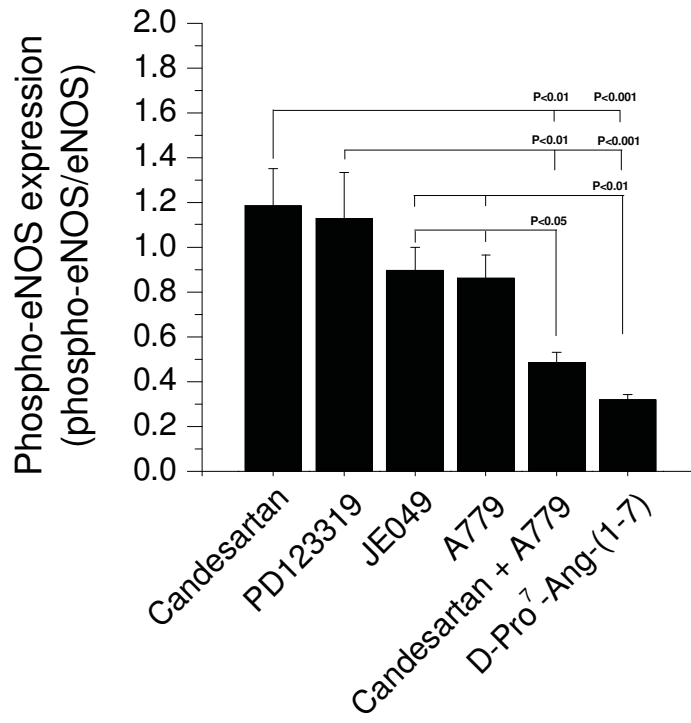 Phospho-eNOS expression
(phospho-eNOS/eNOS)
2.0
1.8
1.6
1.4
1.2
1.0
0.8
0.6
0.4
0.2
0.0
P<0.01 P<0.001
P<0.01 P<0.001
P<0.01
P<0.05
Candesartan
PD123319
JE049
A779
Candesartan + A779
D-Pro⁷-Ang-(1-7)